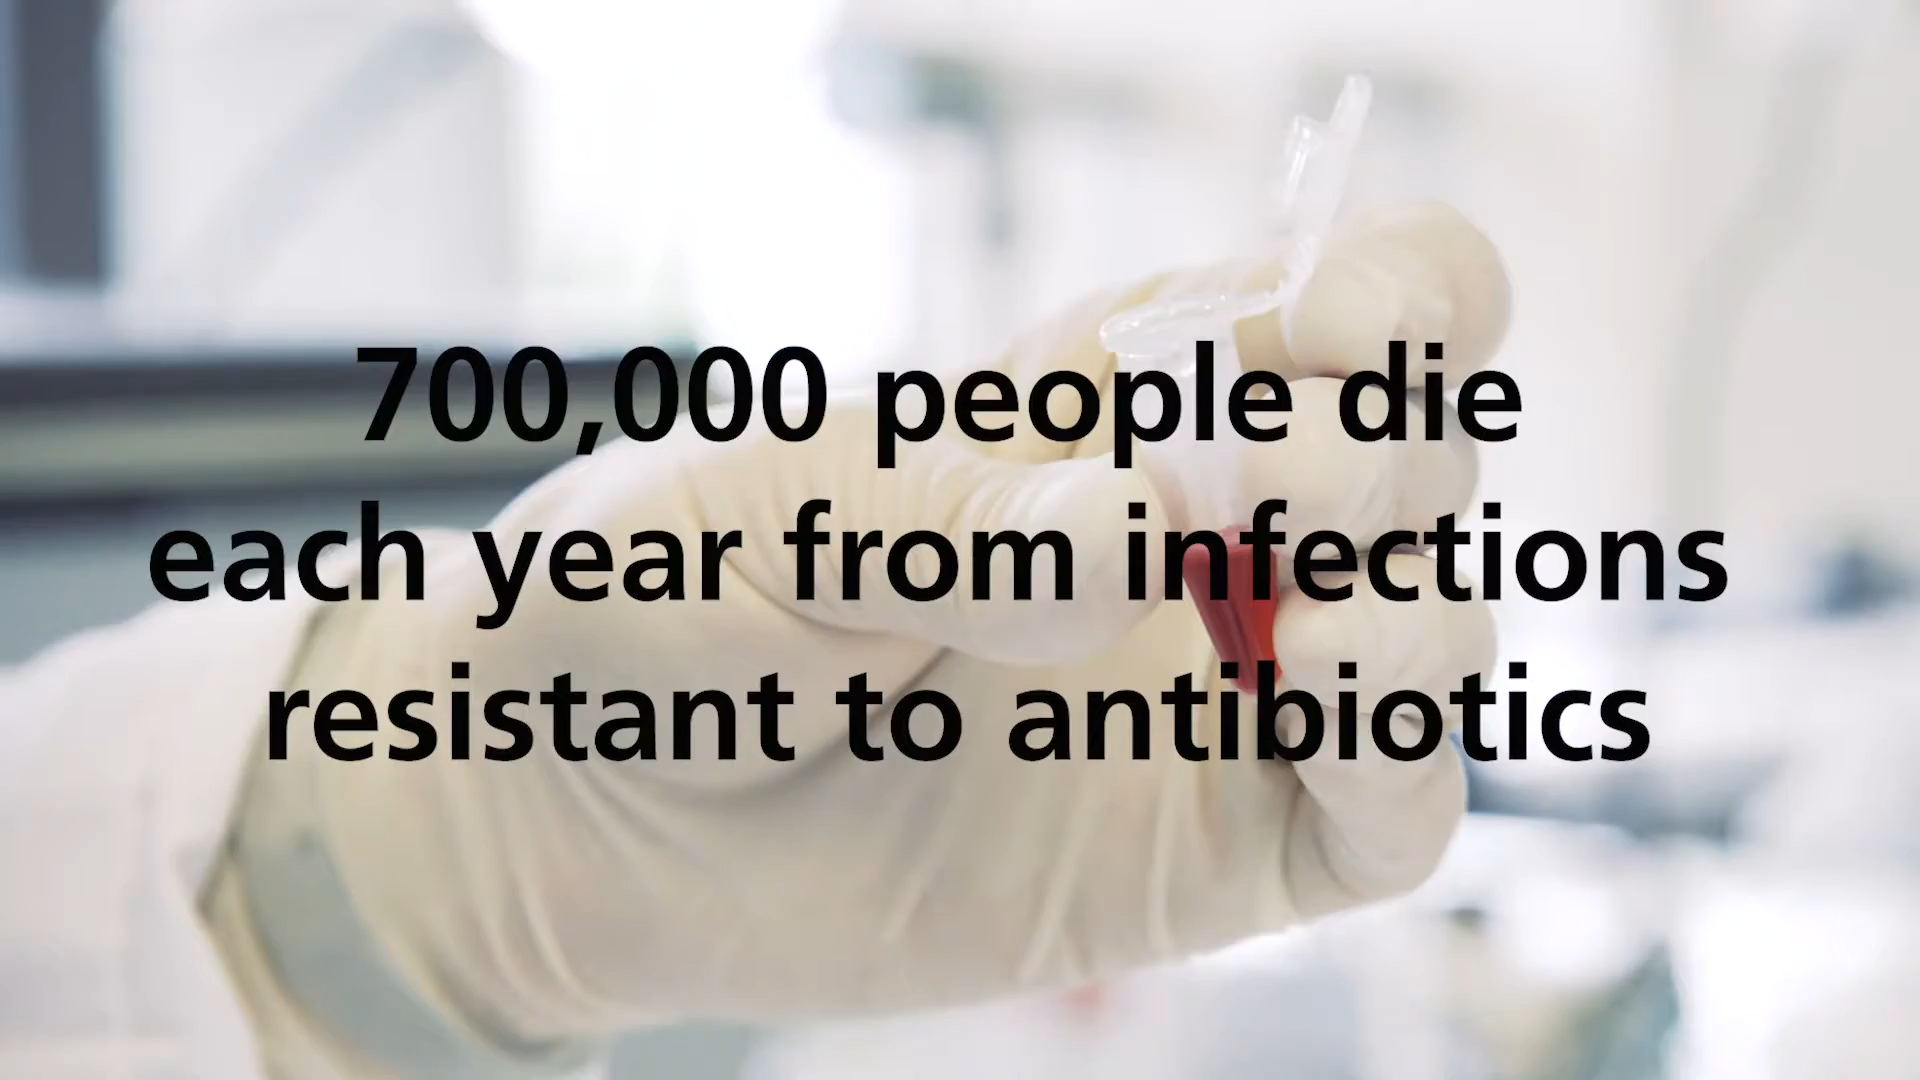 700,000 people die
each year from infections
resistant to antibiotics